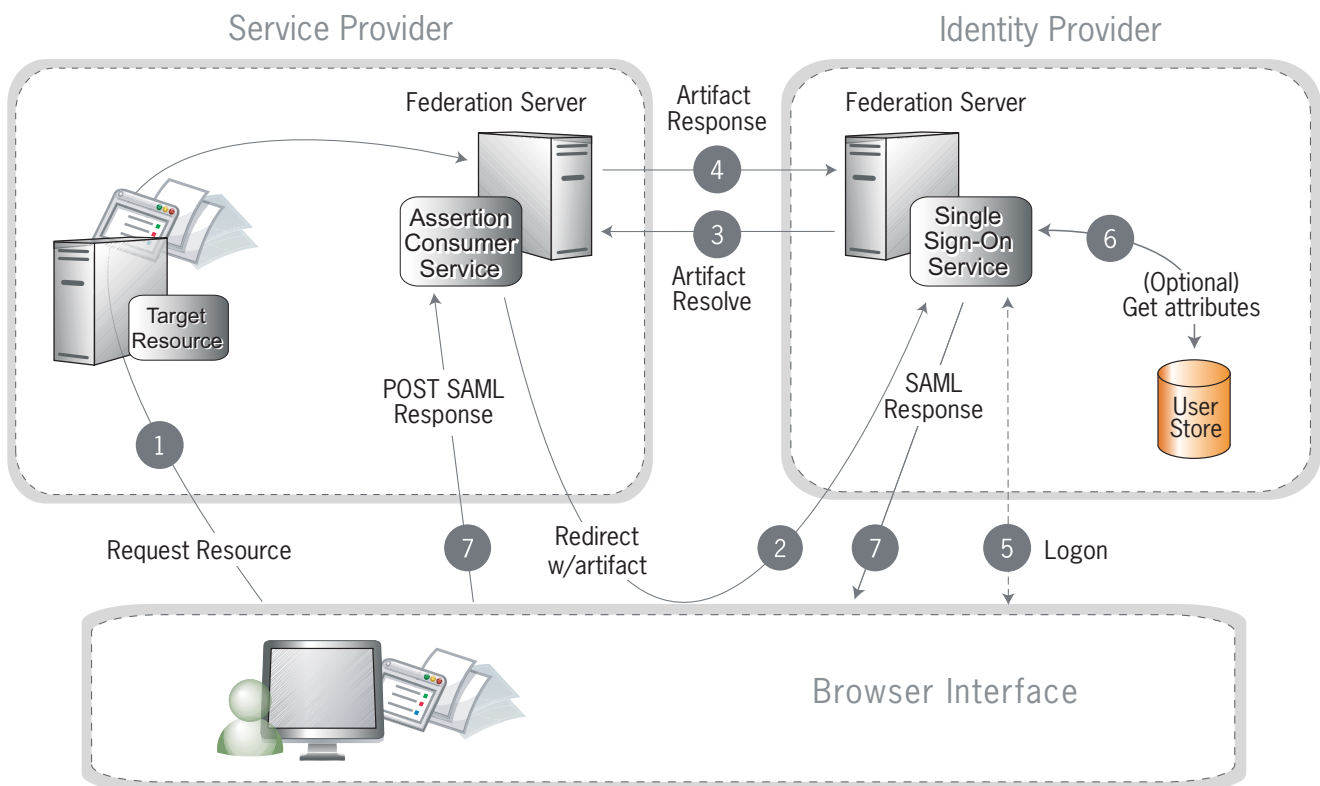 Service Provider
Identity Provider
Federation Server
Artifact
Response
Federation Server
4
3
Artifact
Resolve
Assertion
Consumer
Service
Single
Sign-On
Service
6
(Optional)
Get attributes
Target
Resource
POST SAML
Response
SAML
Response
User
Store
1
Request Resource
7
Redirect
w/artifact
2
7
5
Logon
Browser Interface